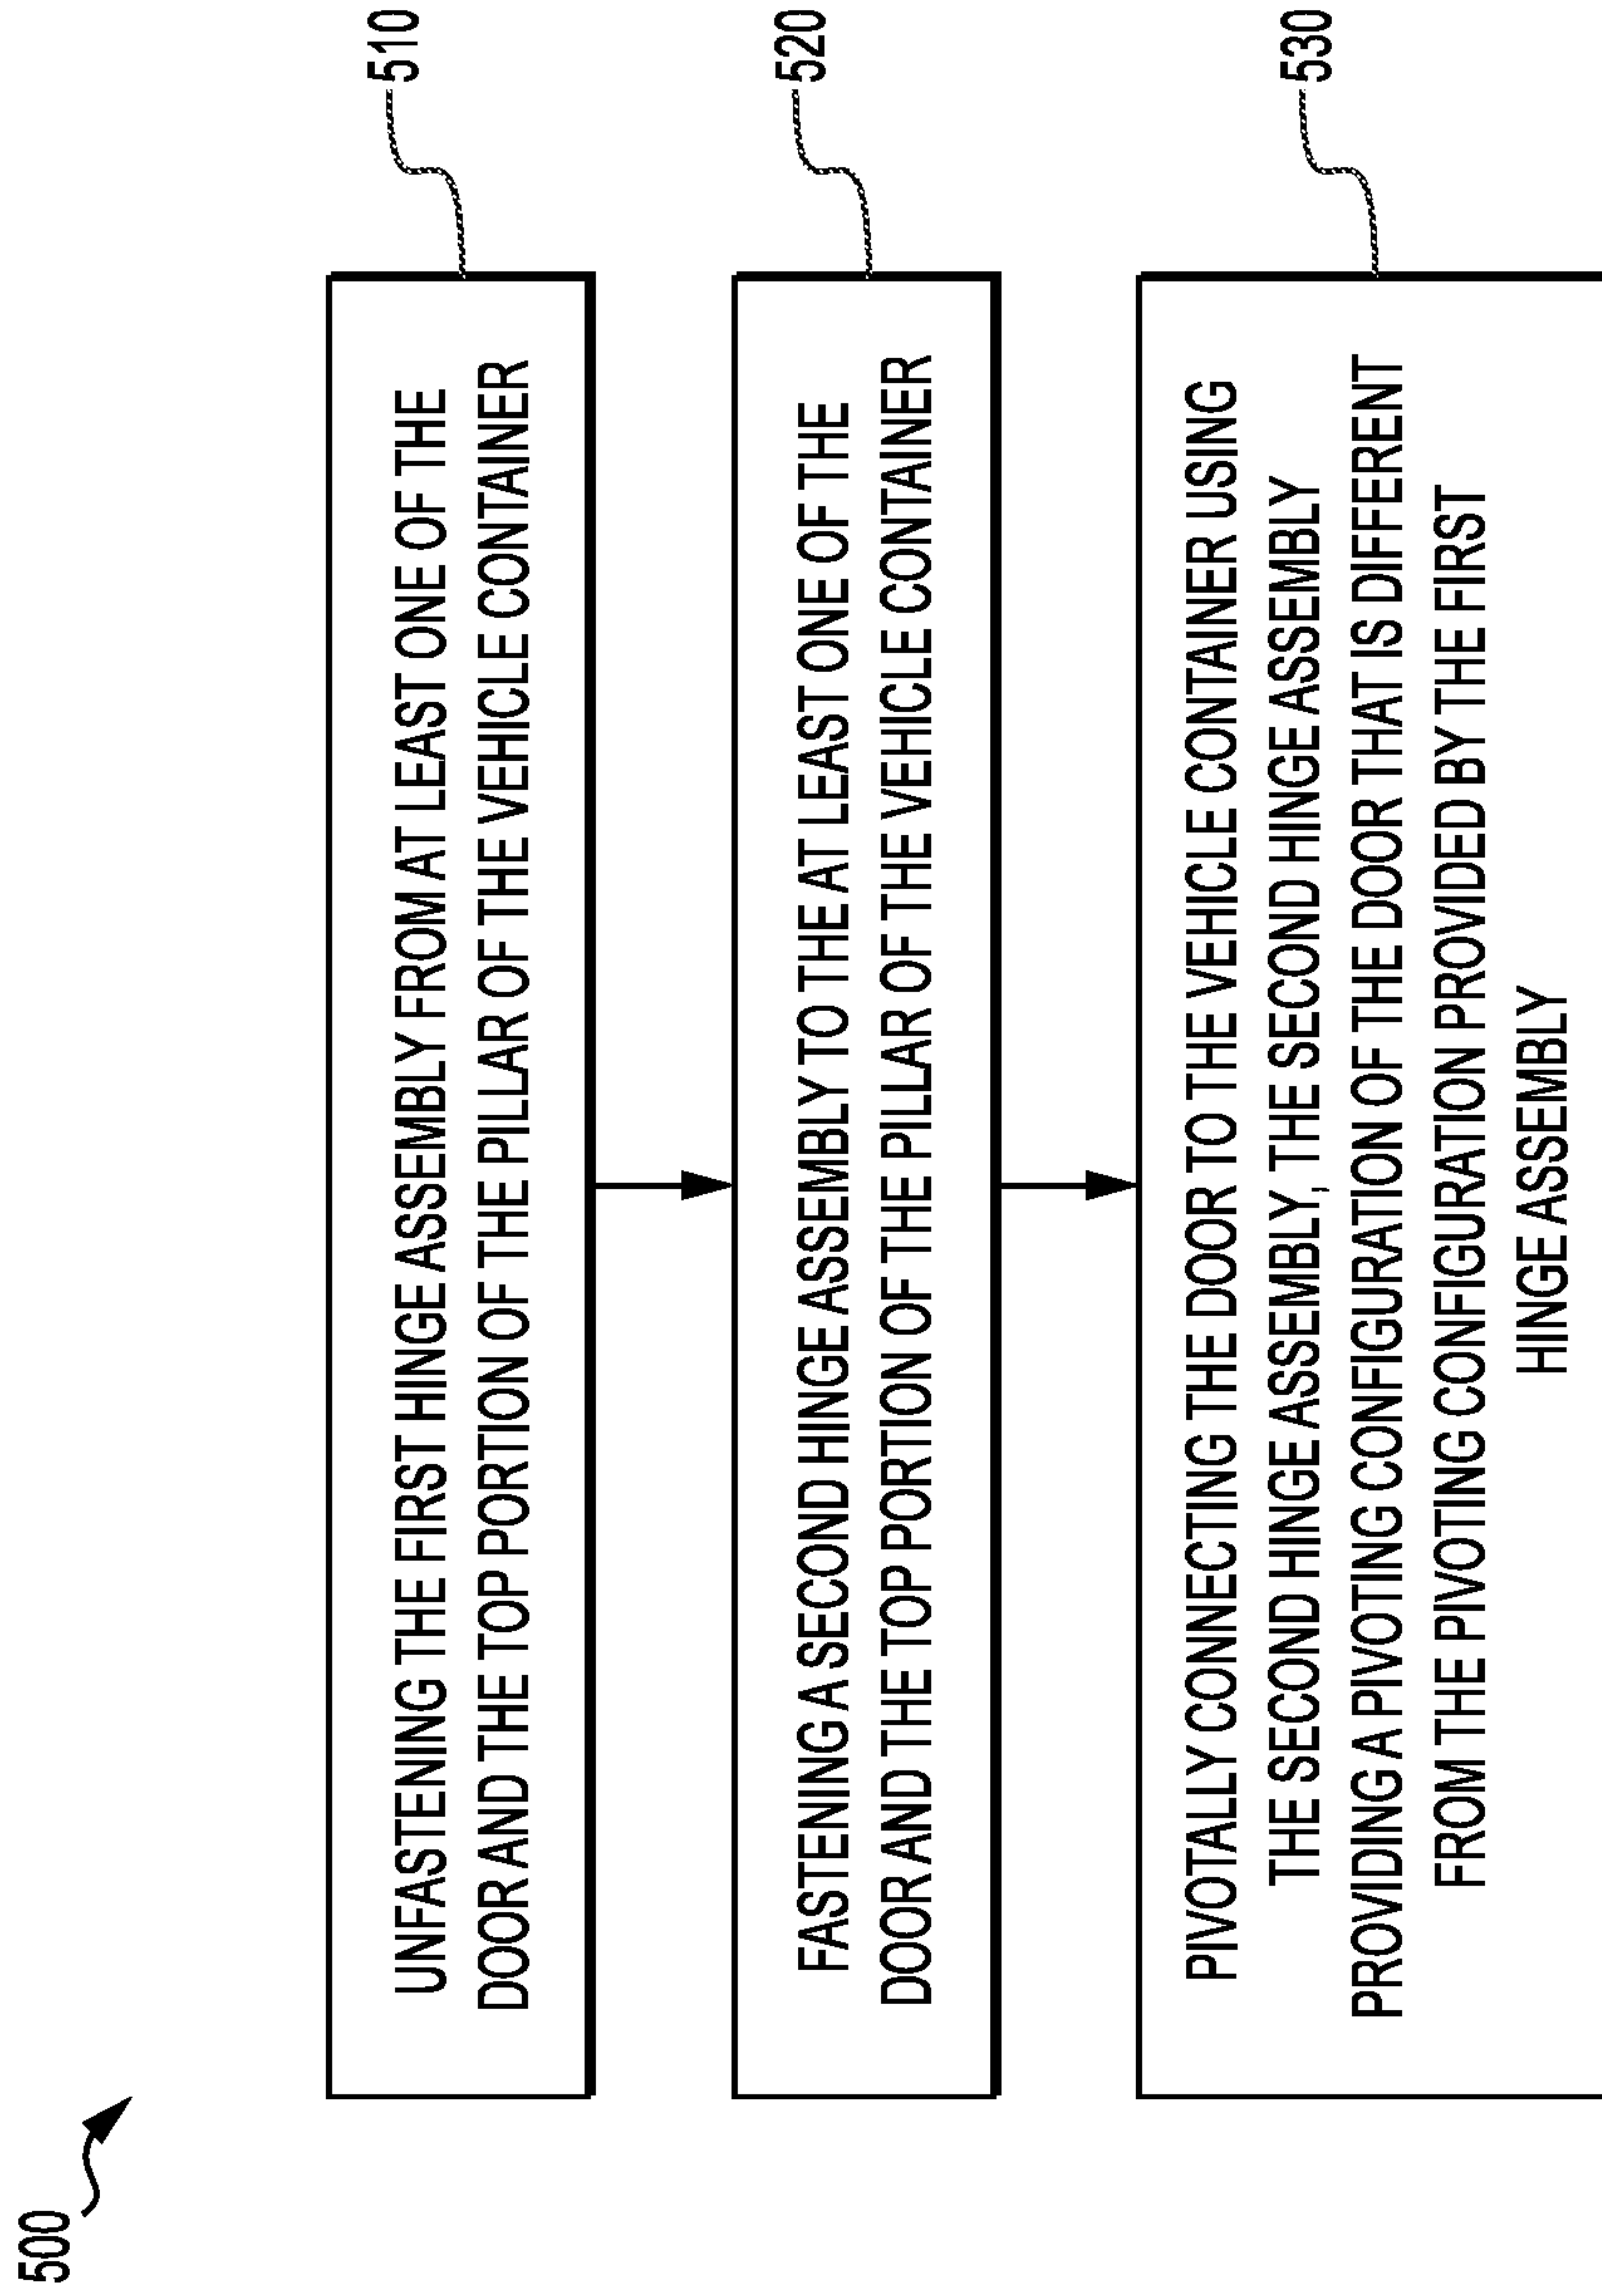 500
UNFASTENING THE FIRST HINGE ASSEMBLY FROM AT LEAST ONE OF THE
DOOR AND THE TOP PORTION OF THE PILLAR OF THE VEHICLE CONTAINER
510
FASTENING A SECOND HINGE ASSEMBLY TO THE AT LEAST ONE OF THE
DOOR AND THE TOP PORTION OF THE PILLAR OF THE VEHICLE CONTAINER
520
PIVOTALLY CONNECTING THE DOOR TO THE VEHICLE CONTAINER USING
THE SECOND HINGE ASSEMBLY, THE SECOND HINGE ASSEMBLY
PROVIDING A PIVOTING CONFIGURATION OF THE DOOR THAT IS DIFFERENT
FROM THE PIVOTING CONFIGURATION PROVIDED BY THE FIRST
HINGE ASSEMBLY
530